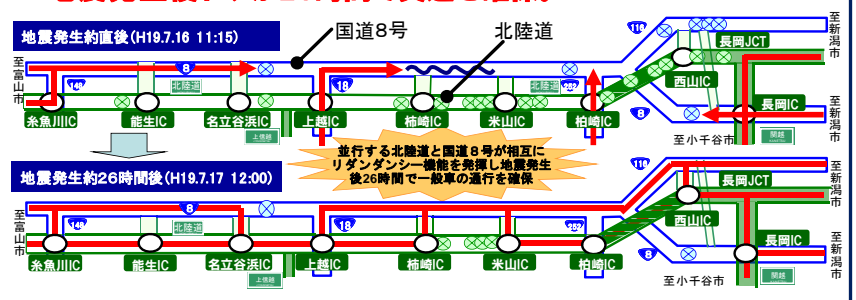 地震発生約直後(H19.7.16 11:15)
国道8号
北陸道
116
至新潟市
長岡JCT
至富山市
8
148
北陸道
18
北陸道
252
西山IC
8
長岡IC
至新潟市
糸魚川IC
能生IC
名立谷浜IC
上越IC
柿崎IC
米山IC
柏崎IC
至小千谷市
関越
上信越
並行する北陸道と国道8号が相互に
リダンダンシー機能を発揮し地震発生
後26時間で一般車の通行を確保
地震発生約26時間後(H19.7.17 12:00)
116
至新潟市
長岡JCT
至富山市
8
148
北陸道
18
252
西山IC
8
長岡IC
至新潟市
糸魚川IC
能生IC
名立谷浜IC
上越IC
柿崎IC
米山IC
柏崎IC
至小千谷市
関越
上信越